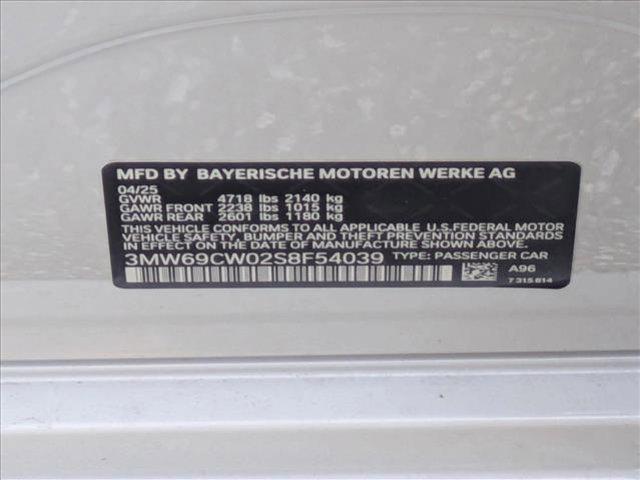 MFD BY BAYERISCHE MOTOREN WERKE AG
04/25
GVWR 4718 lbs 2140 kg
GAWR FRONT 2238 lbs 1015 kg
GAWR REAR 2601 lbs 1180 kg
THIS VEHICLE CONFORMS TO ALL APPLICABLE U.S.FEDERAL MOTOR
VEHICLE SAFETY, BUMPER AND THEFT PREVENTION STANDARDS
IN EFFECT ON THE DATE OF MANUFACTURE SHOWN ABOVE.
3MW69CW02S8F54039 TYPE: PASSENGER CAR
A96
7 315 814